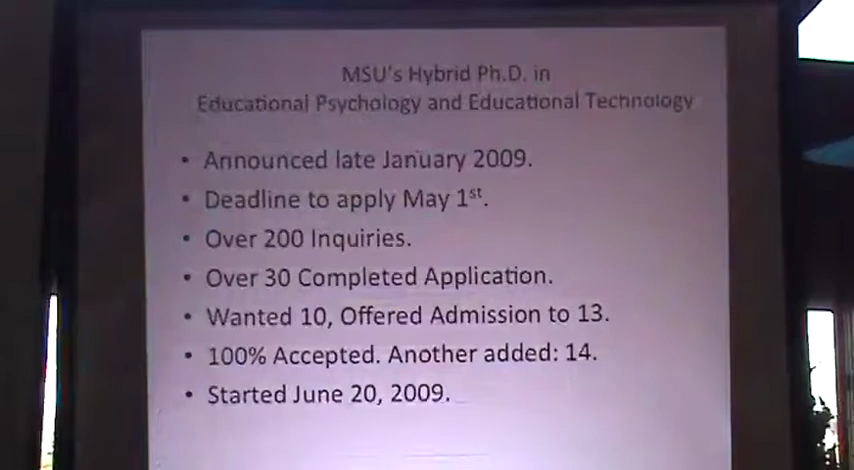 MSU's Hybrid Ph.D. in
Educational Psychology and Educational Technology
• Announced late January 2009.
• Deadline to apply May 1st.
• Over 200 Inquiries.
• Over 30 Completed Application.
• Wanted 10, Offered Admission to 13.
• 100% Accepted. Another added: 14.
• Started June 20, 2009.